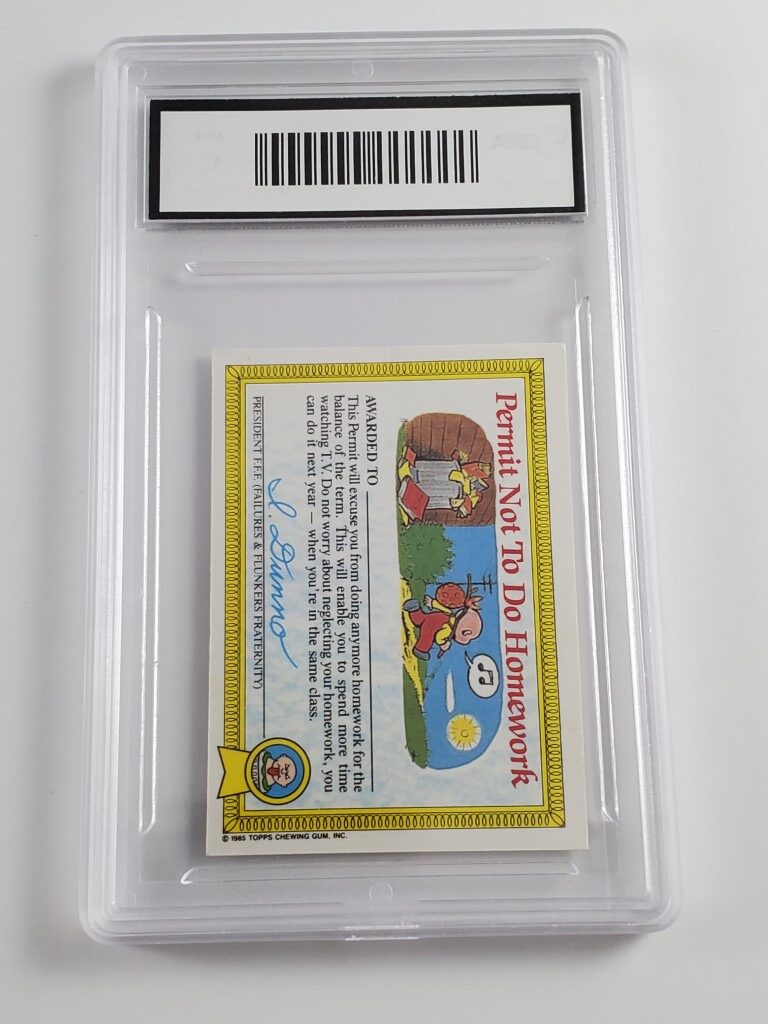 Permit Not To Do Homework
AWARDED TO
This Permit will excuse you from doing any more homework for the
balance of the term. This will enable you to spend more time
watching T.V. Do not worry about neglecting your homework, you
can do it next year — when you're in the same class.
I. Dunno
PRESIDENT F.F.F. (FAILURES & FLUNKERS FRATERNITY)
© 1985 TOPPS CHEWING GUM, INC.